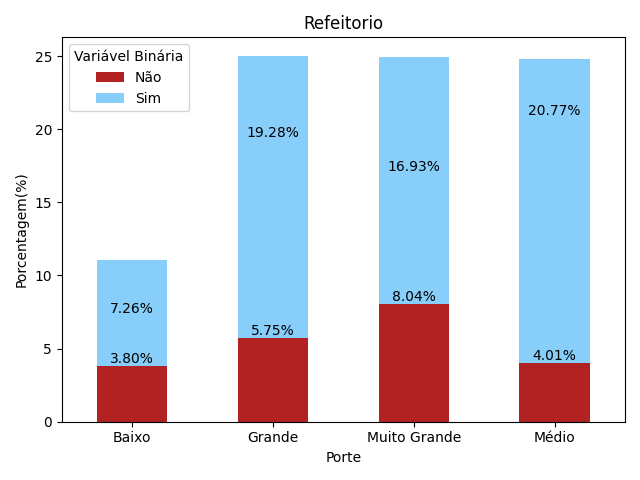 Refeitorio
Variável Binária
Não
Sim
Porcentagem(%)
25
20
15
10
5
0
7.26%
3.80%
19.28%
5.75%
16.93%
8.04%
20.77%
4.01%
Baixo
Grande
Muito Grande
Médio
Porte